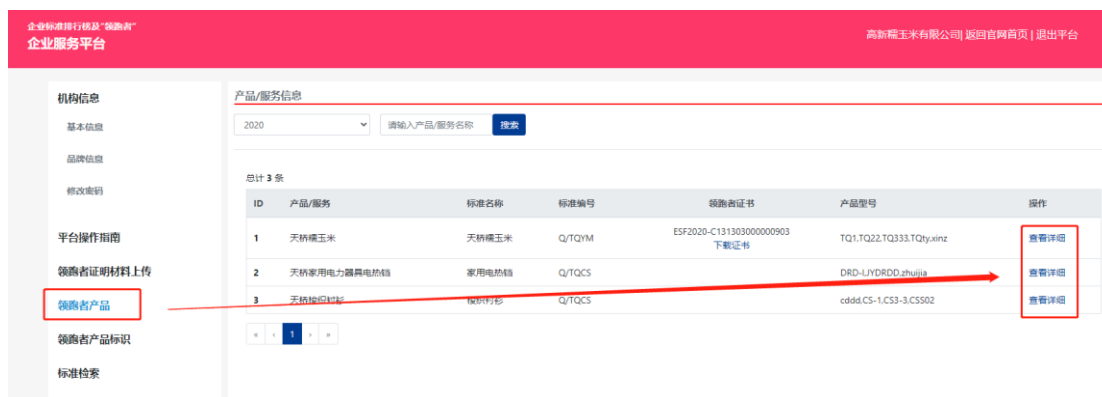 企业标准排行榜及"领跑者"
企业服务平台
高新糯玉米有限公司| 返回官网首页 | 退出平台
机构信息
基本信息
品牌信息
修改密码
平台操作指南
领跑者证明材料上传
领跑者产品
领跑者产品标识
标准检索
产品/服务信息
2020 请输入产品/服务名称 搜索
总计 3 条
ID 产品/服务 标准名称 标准编号 领跑者证书 产品型号 操作
1 天桥糯玉米 天桥糯玉米 Q/TQYM ESF2020-C131303000000903 TQ1,TQ22,TQ333,TQty,xinz 查看详细
下载证书
2 天桥家用电力器具电热铛 家用电热铛 Q/TQCS DRD-I,JYDRDD,zhuijia 查看详细
3 天桥梭织衬衫 梭织衬衫 Q/TQCS cddd,CS-1,CS3-3,CSS02 查看详细
« ‹ 1 › »